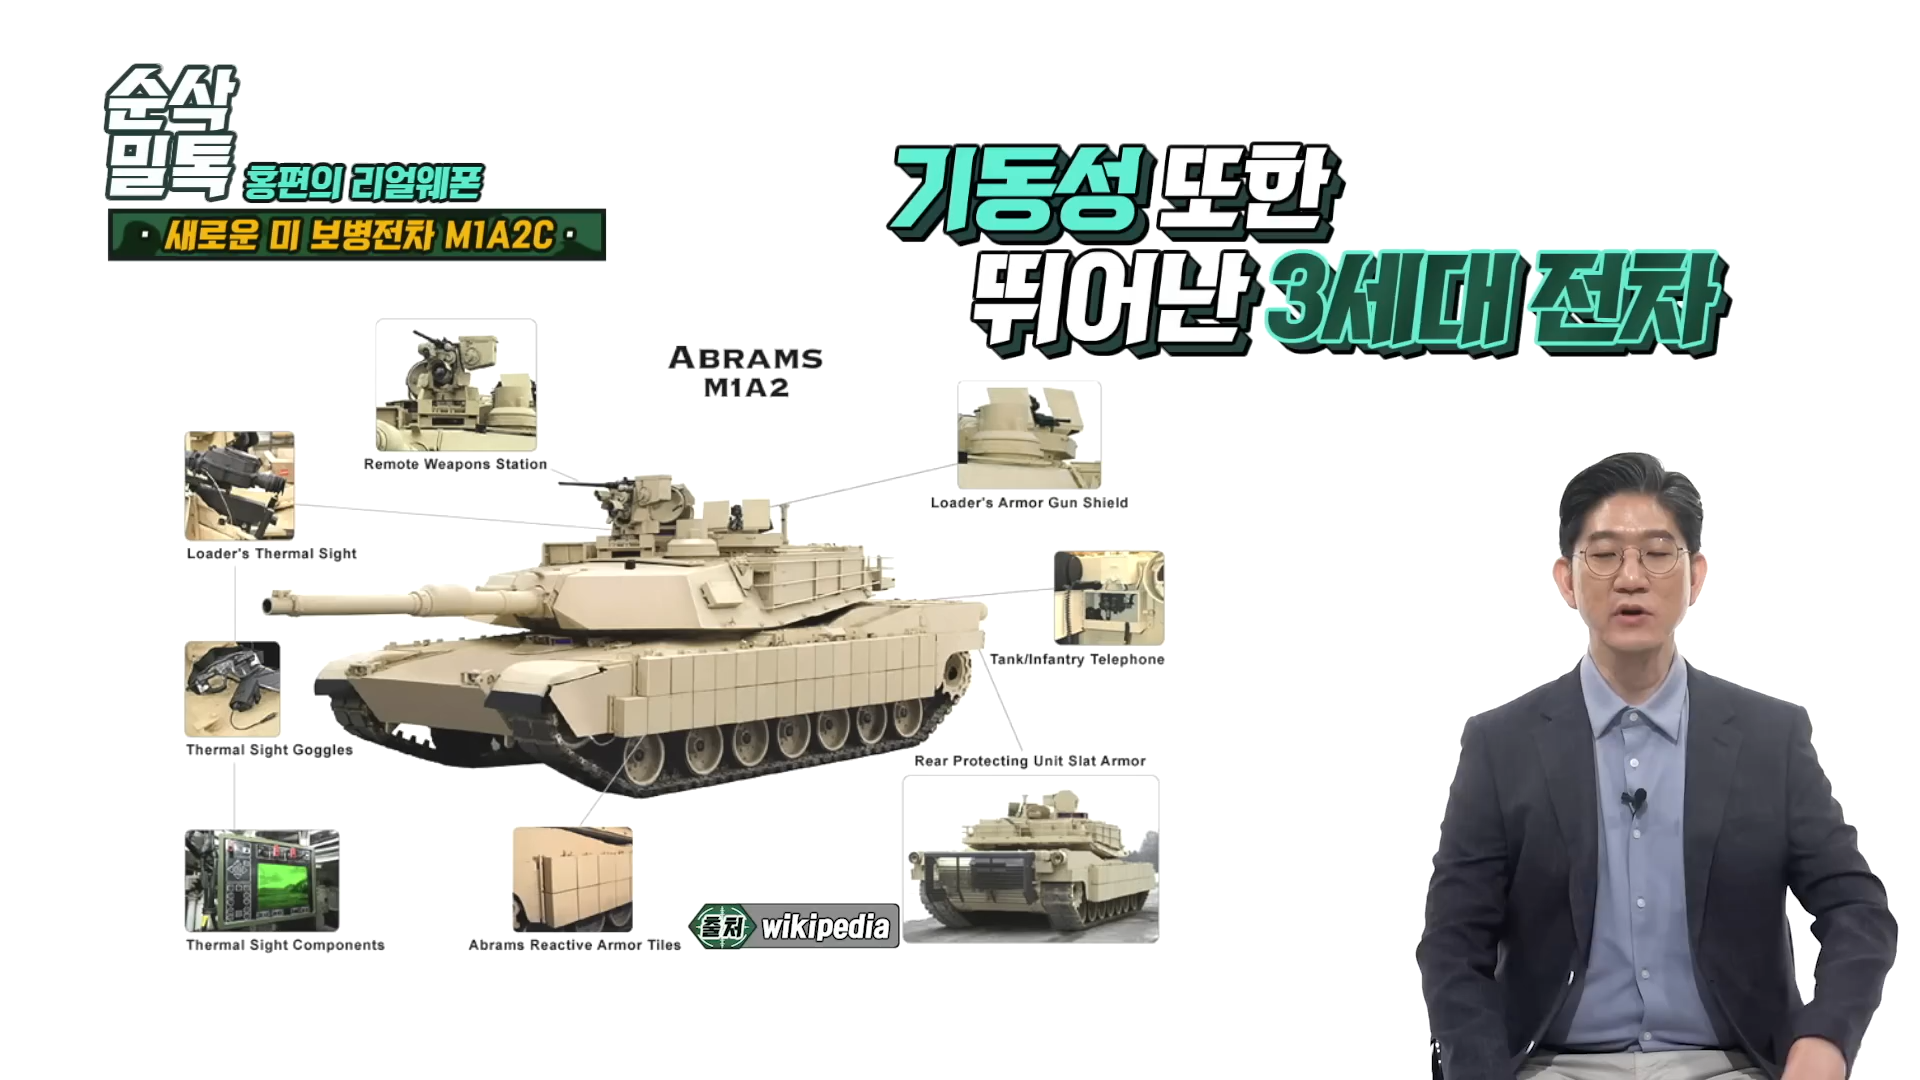 순삭
밀톡
홍편의 리얼웨폰
· 새로운 미 보병전차 M1A2C ·
기동성 또한
뛰어난 3세대 전차
ABRAMS
M1A2
Remote Weapons Station
Loader's Armor Gun Shield
Loader's Thermal Sight
Tank/Infantry Telephone
Thermal Sight Goggles
Rear Protecting Unit Slat Armor
Thermal Sight Components
Abrams Reactive Armor Tiles
출처 wikipedia